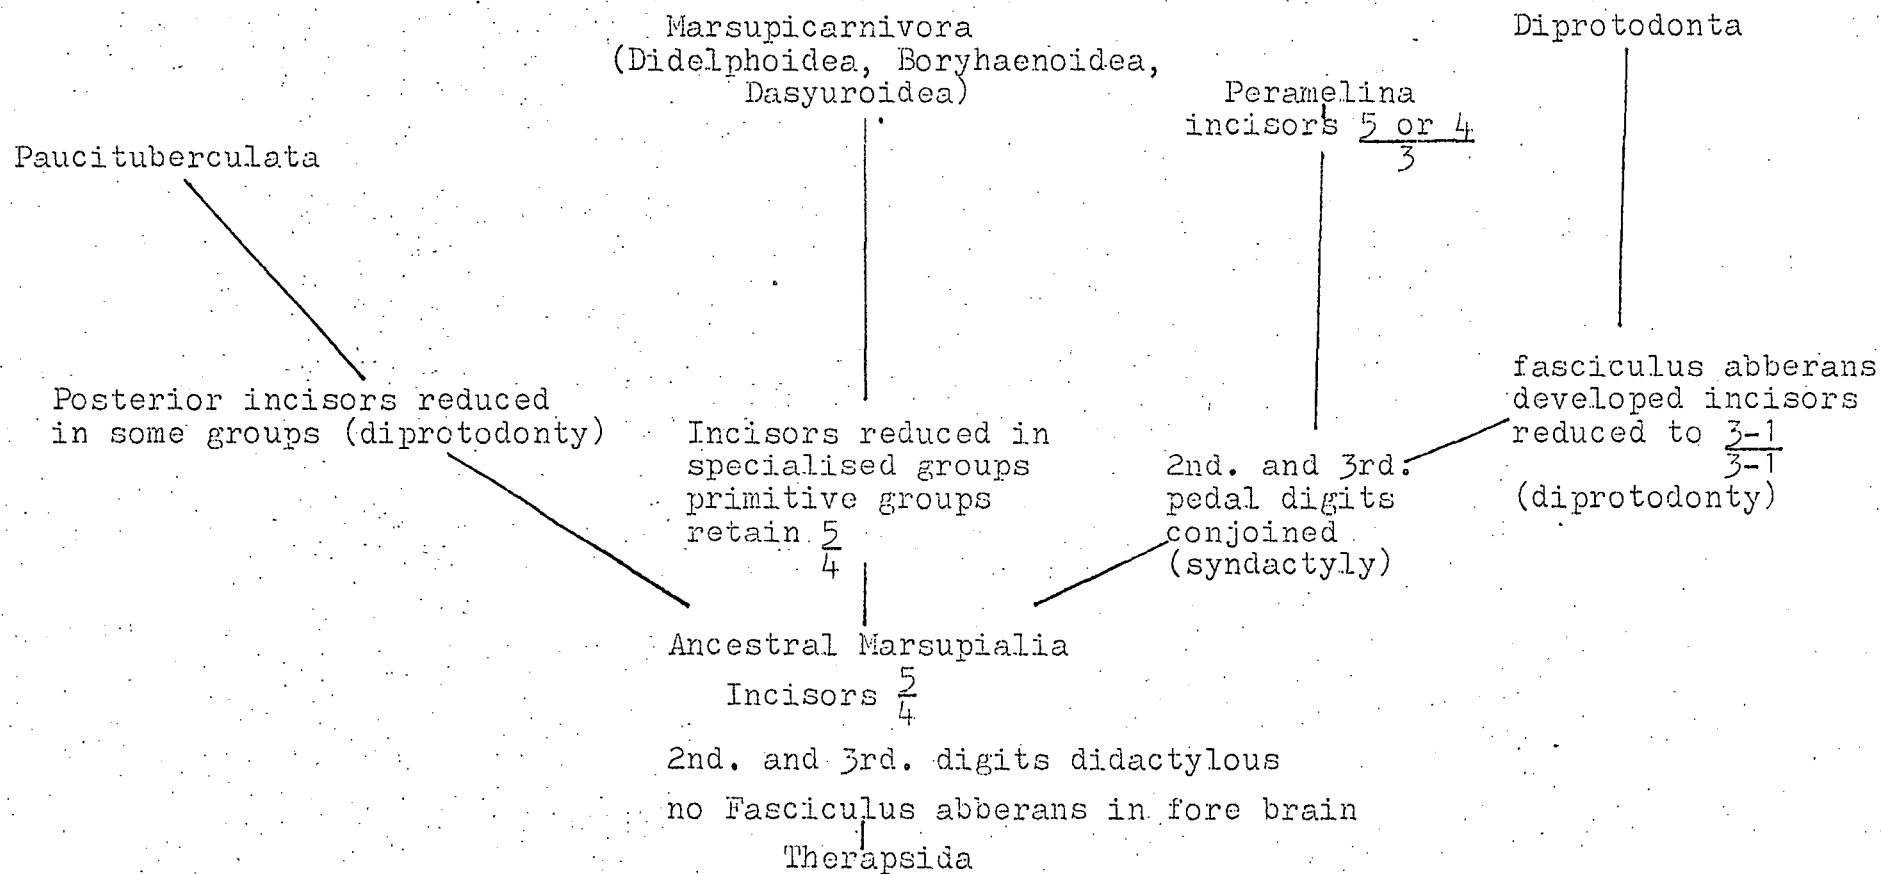 Marsupicarnivora
(Didelphoidea, Boryhaenoidea,
Dasyuroidea)
Diprotodonta
Peramelina
incisors 5 or 4
3
Paucituberculata
Posterior incisors reduced
in some groups (diprotodonty)
Incisors reduced in
specialised groups
primitive groups
retain 5
4
2nd. and 3rd.
pedal digits
conjoined
(syndactyly)
fasciculus abberans
developed incisors
reduced to 3-1
3-1
(diprotodonty)
Ancestral Marsupialia
Incisors 5
4
2nd. and 3rd. digits didactylous
no Fasciculus abberans in fore brain
Therapsida